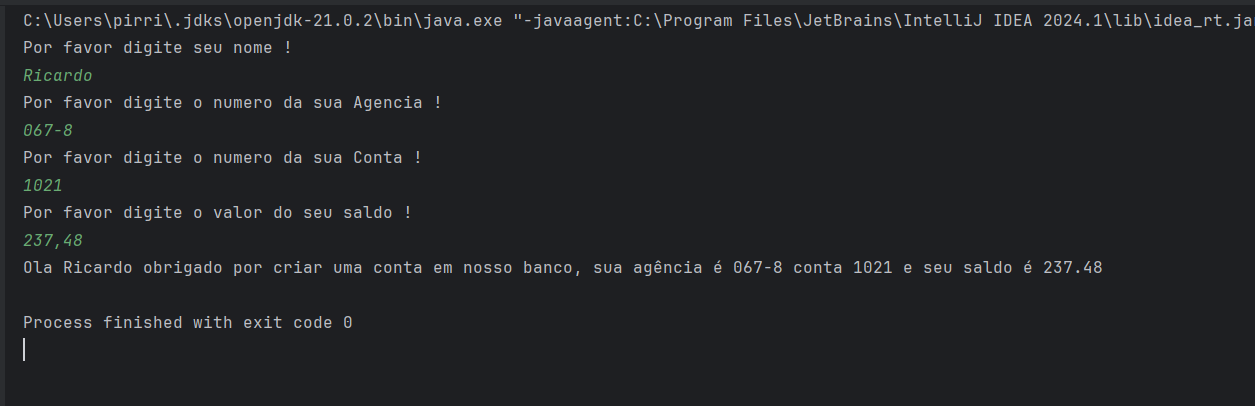 C:\Users\pirri\.jdks\openjdk-21.0.2\bin\java.exe "-javaagent:C:\Program Files\JetBrains\IntelliJ IDEA 2024.1\lib\idea_rt.ja
Por favor digite seu nome !
Ricardo
Por favor digite o numero da sua Agencia !
067-8
Por favor digite o numero da sua Conta !
1021
Por favor digite o valor do seu saldo !
237,48
Ola Ricardo obrigado por criar uma conta em nosso banco, sua agência é 067-8 conta 1021 e seu saldo é 237.48
Process finished with exit code 0